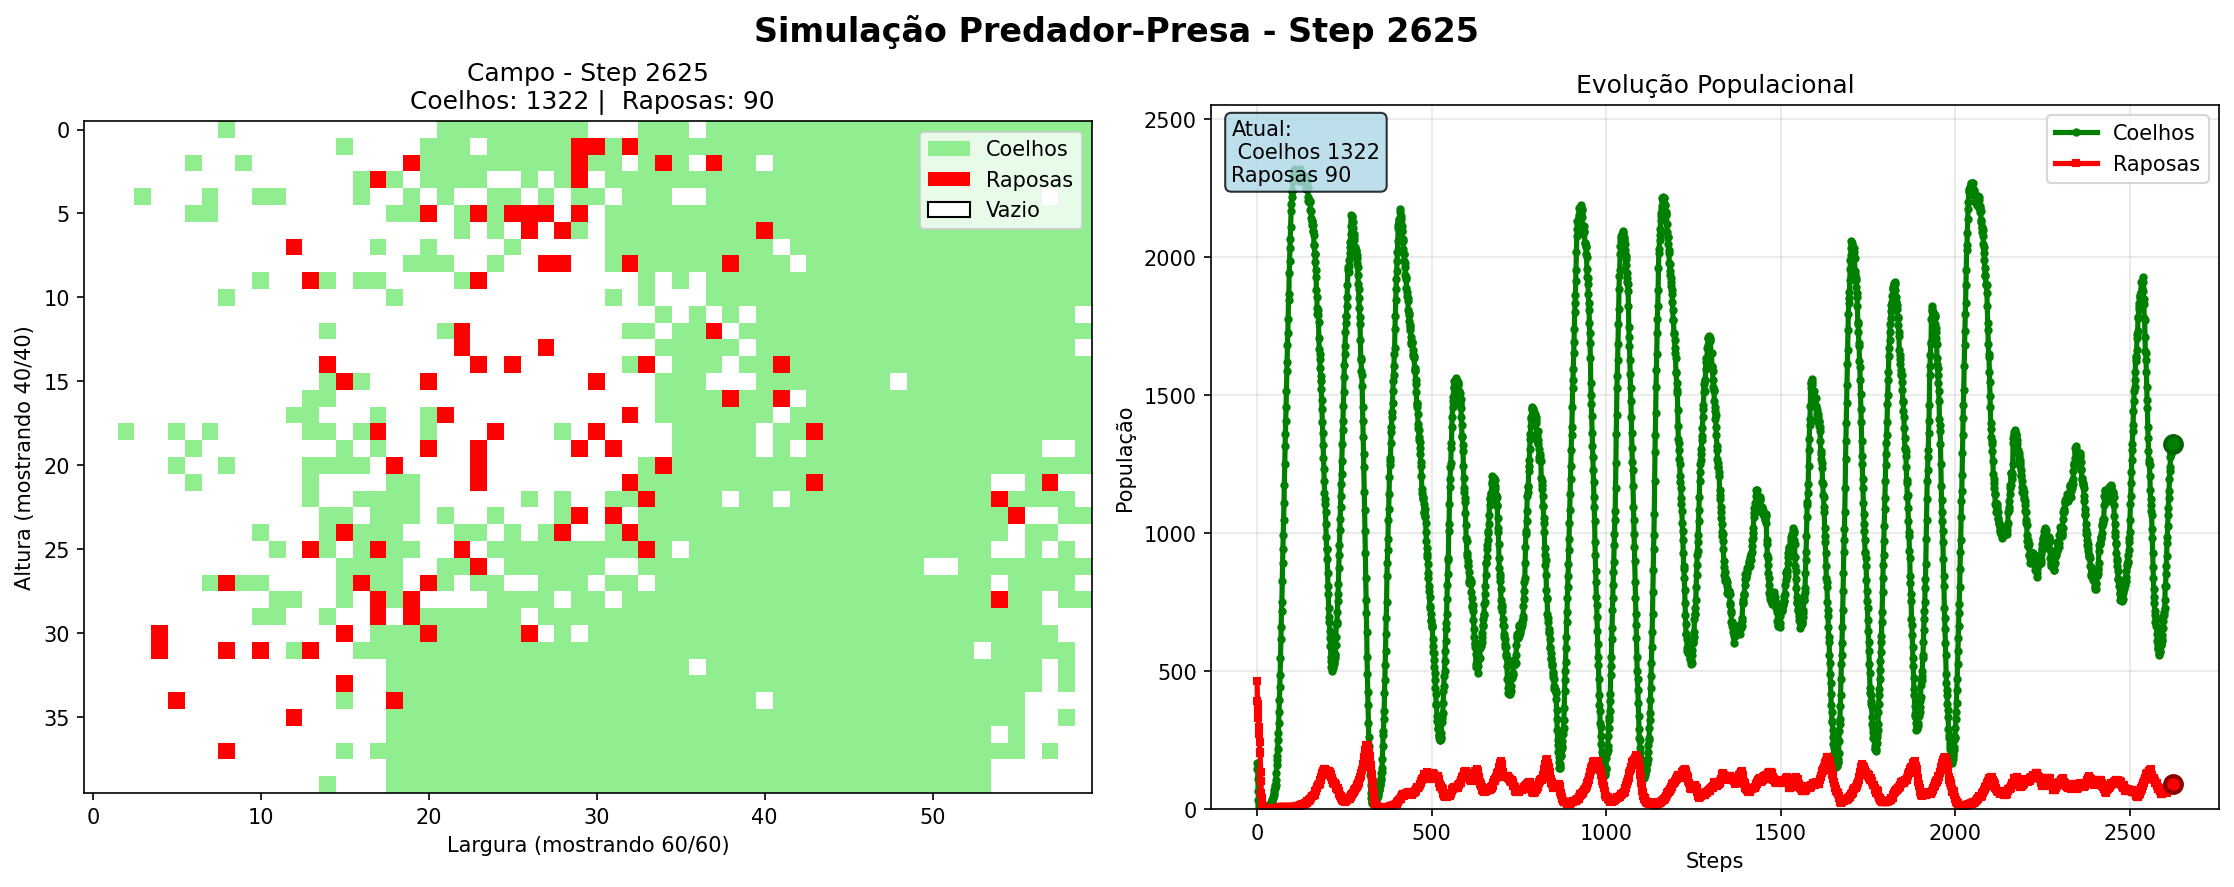 Simulação Predador-Presa - Step 2625
Campo - Step 2625
Coelhos: 1322 |  Raposas: 90
Coelhos
Raposas
Vazio
0
5
10
15
20
25
30
35
Altura (mostrando 40/40)
0
10
20
30
40
50
Largura (mostrando 60/60)
Evolução Populacional
Atual:
Coelhos 1322
Raposas 90
Coelhos
Raposas
2500
2000
1500
1000
500
0
População
0
500
1000
1500
2000
2500
Steps